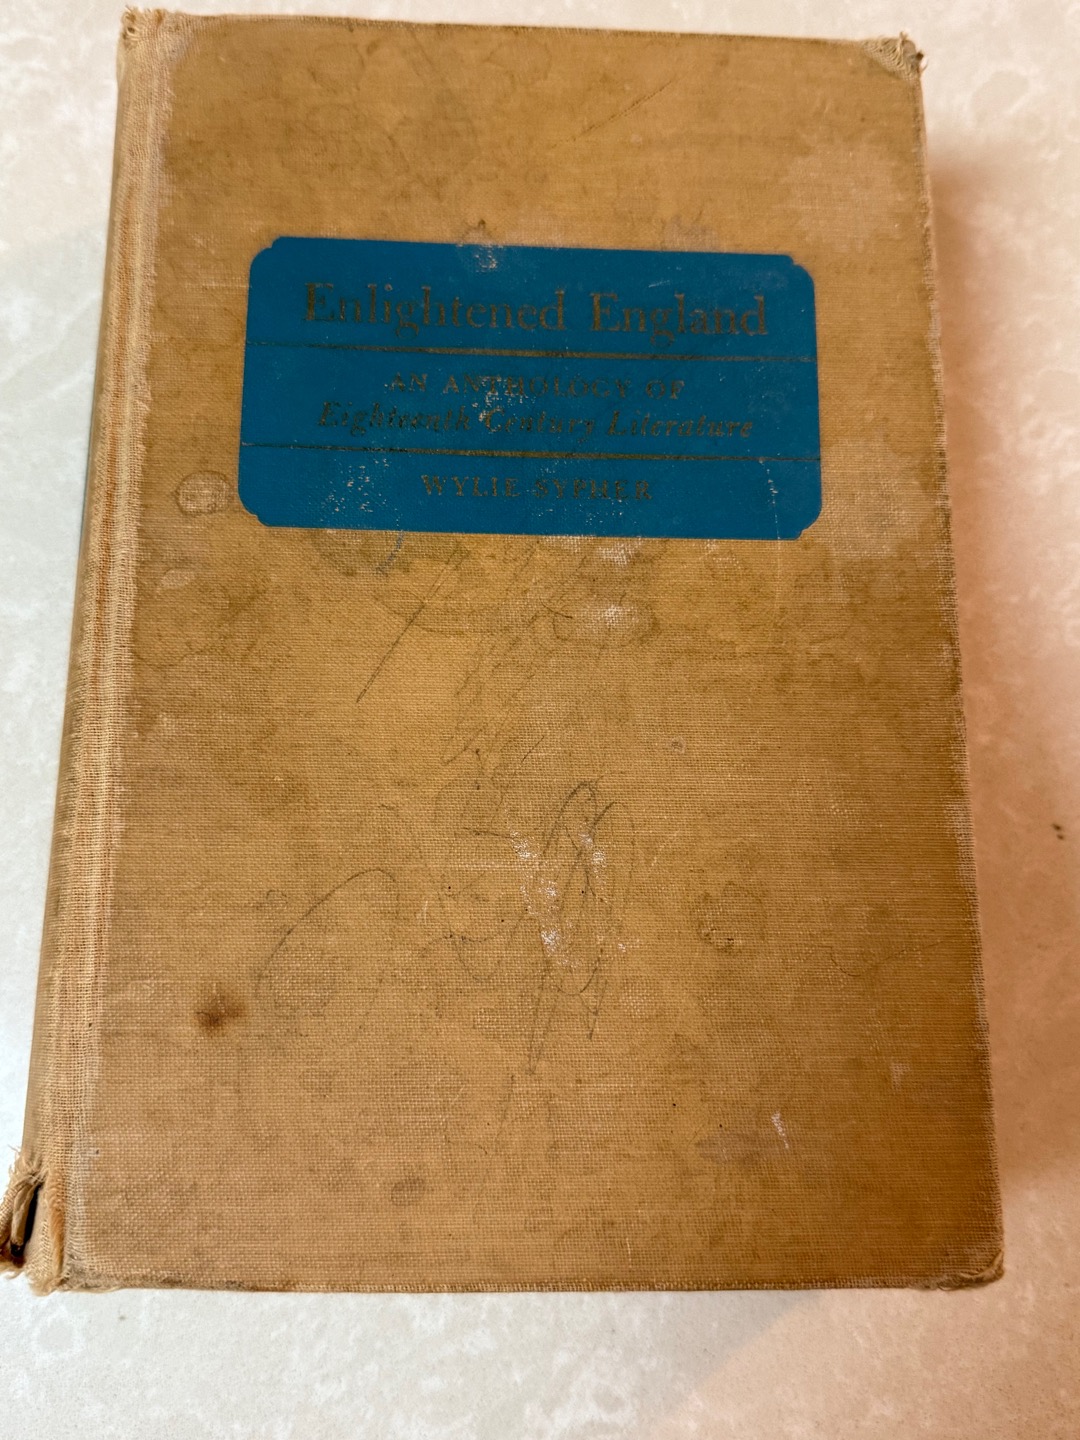 Enlightened England
AN ANTHOLOGY OF
Eighteenth Century Literature
WYLIE SYPHER